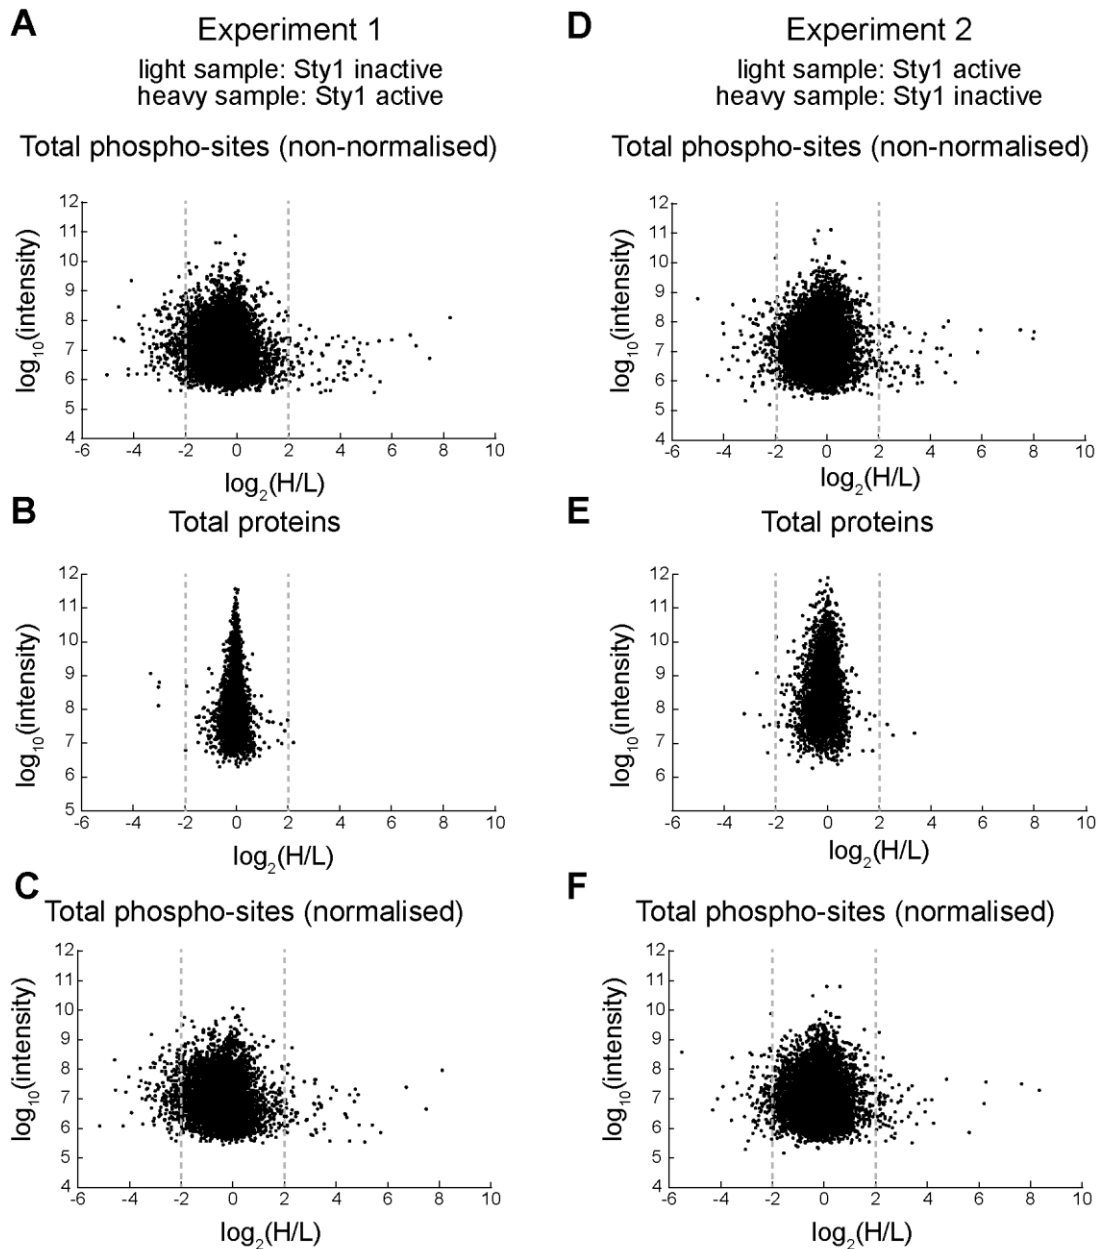 A
Experiment 1
light sample: Sty1 inactive
heavy sample: Sty1 active
Total phospho-sites (non-normalised)
12
11
10
9
8
7
6
5
4
log10(intensity)
-6 -4 -2 0 2 4 6 8 10
log2(H/L)
B
Total proteins
12
11
10
9
8
7
6
5
log10(intensity)
-6 -4 -2 0 2 4 6 8 10
log2(H/L)
C
Total phospho-sites (normalised)
12
11
10
9
8
7
6
5
4
log10(intensity)
-6 -4 -2 0 2 4 6 8 10
log2(H/L)
D
Experiment 2
light sample: Sty1 active
heavy sample: Sty1 inactive
Total phospho-sites (non-normalised)
12
11
10
9
8
7
6
5
4
log10(intensity)
-6 -4 -2 0 2 4 6 8 10
log2(H/L)
E
Total proteins
12
11
10
9
8
7
6
log10(intensity)
-6 -4 -2 0 2 4 6 8 10
log2(H/L)
F
Total phospho-sites (normalised)
12
11
10
9
8
7
6
5
4
log10(intensity)
-6 -4 -2 0 2 4 6 8 10
log2(H/L)